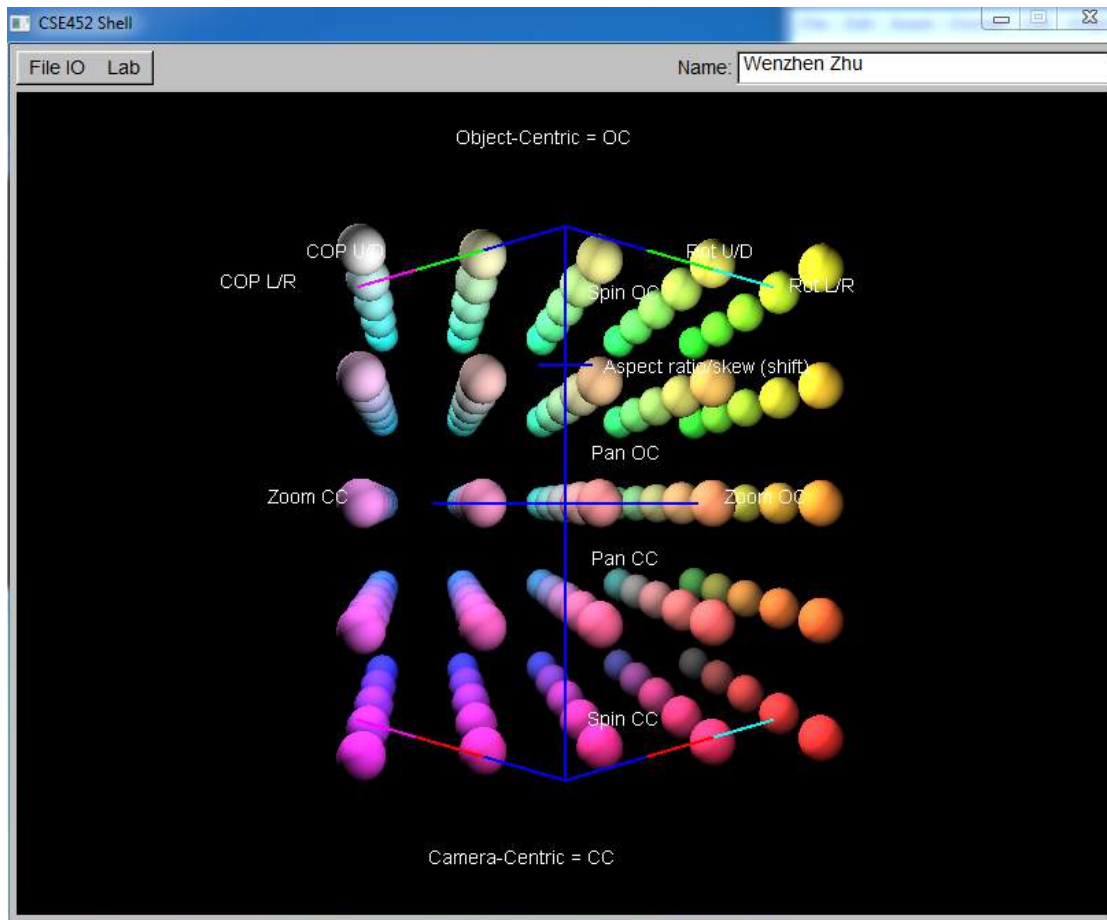 CSE452 Shell
File IO Lab
Name: Wenzhen Zhu
Object-Centric = OC
COP U/D
Rot U/D
COP L/R
Spin OC
Rot L/R
Aspect ratio/skew (shift)
Pan OC
Zoom CC
Zoom OC
Pan CC
Spin CC
Camera-Centric = CC